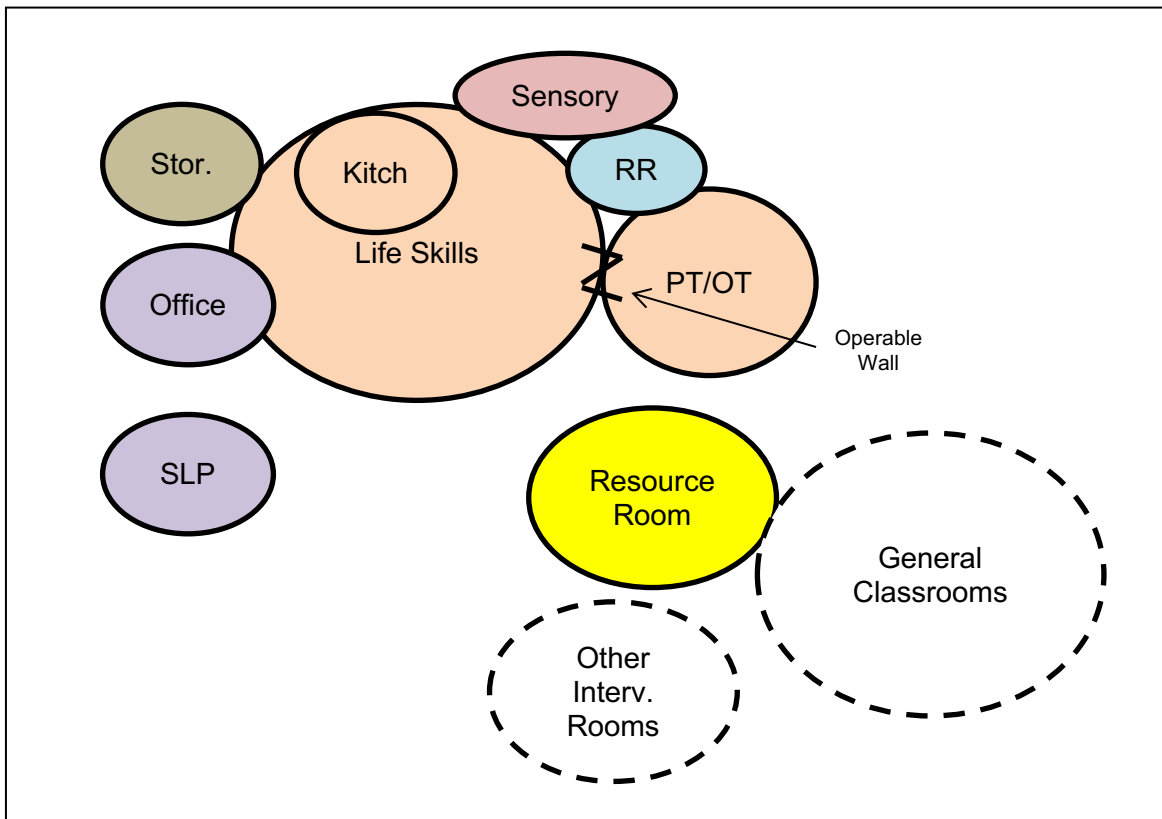 Sensory
Stor.
Kitch
RR
Life Skills
Office
PT/OT
Operable
Wall
SLP
Resource
Room
General
Classrooms
Other
Interv.
Rooms